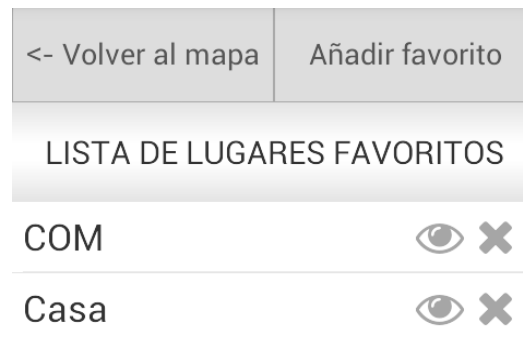 <- Volver al mapa
Añadir favorito
LISTA DE LUGARES FAVORITOS
COM
Casa